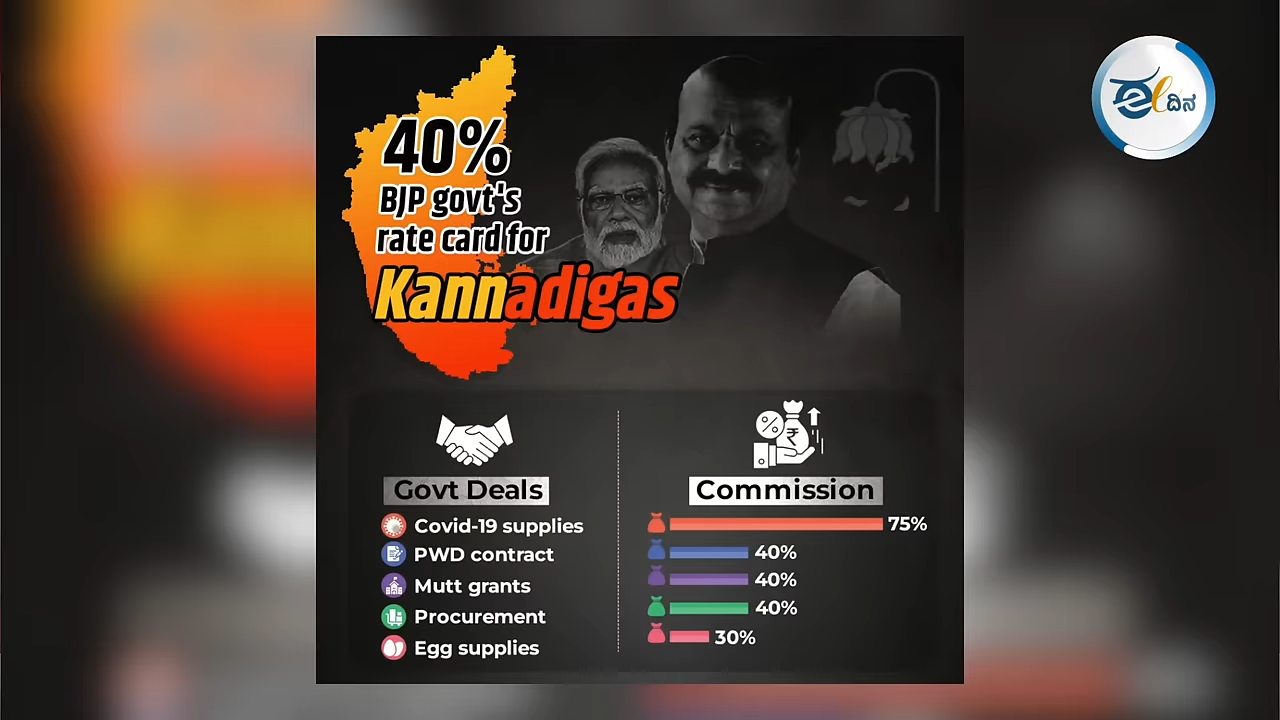 ಈ ದಿನ
40%
BJP govt's
rate card for
Kannadigas
Govt Deals
Covid-19 supplies
PWD contract
Mutt grants
Procurement
Egg supplies
Commission
75%
40%
40%
40%
30%